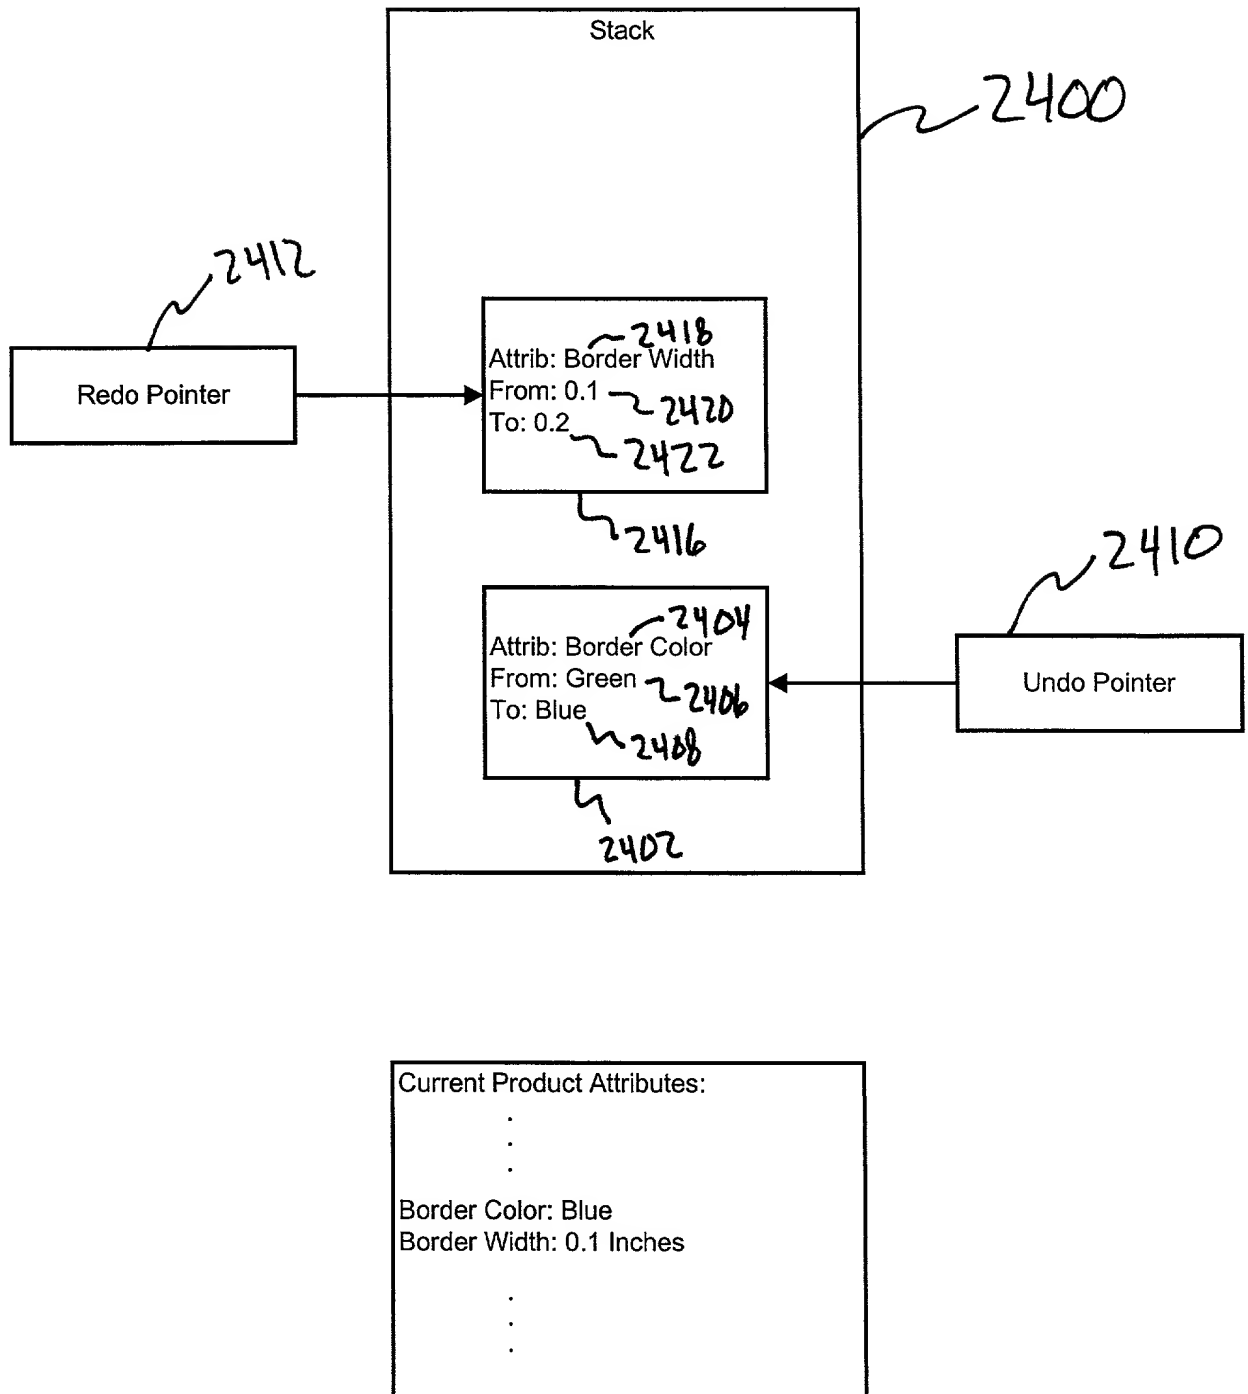 Stack
2400
2412
Redo Pointer
2418
Attrib: Border Width
From: 0.1
2420
To: 0.2
2422
2416
2410
2404
Attrib: Border Color
From: Green
2406
To: Blue
2408
Undo Pointer
2402
Current Product Attributes:
.
.
.
Border Color: Blue
Border Width: 0.1 Inches
.
.
.